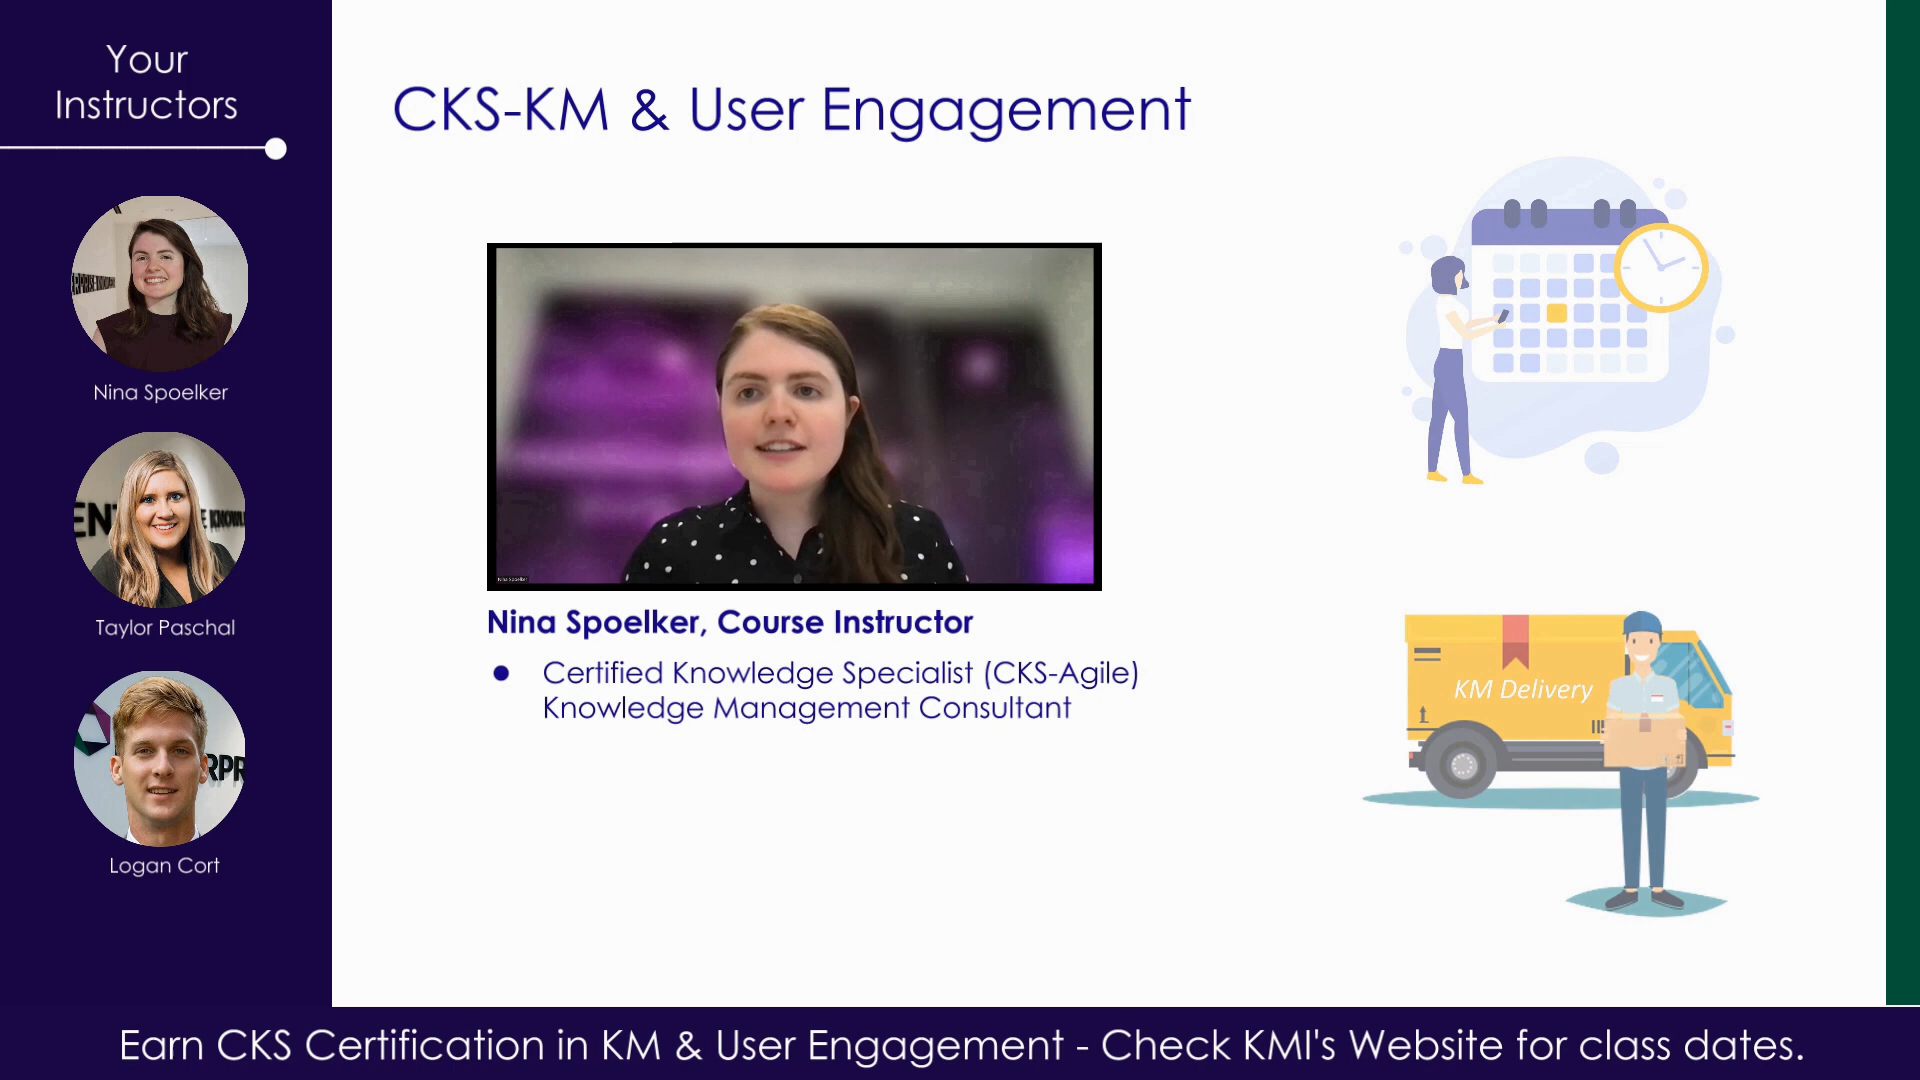 Your
Instructors
Nina Spoelker
Taylor Paschal
Logan Cort
CKS-KM & User Engagement
Nina Spoelker
Nina Spoelker, Course Instructor
● Certified Knowledge Specialist (CKS-Agile)
Knowledge Management Consultant
KM Delivery
Earn CKS Certification in KM & User Engagement - Check KMI's Website for class dates.